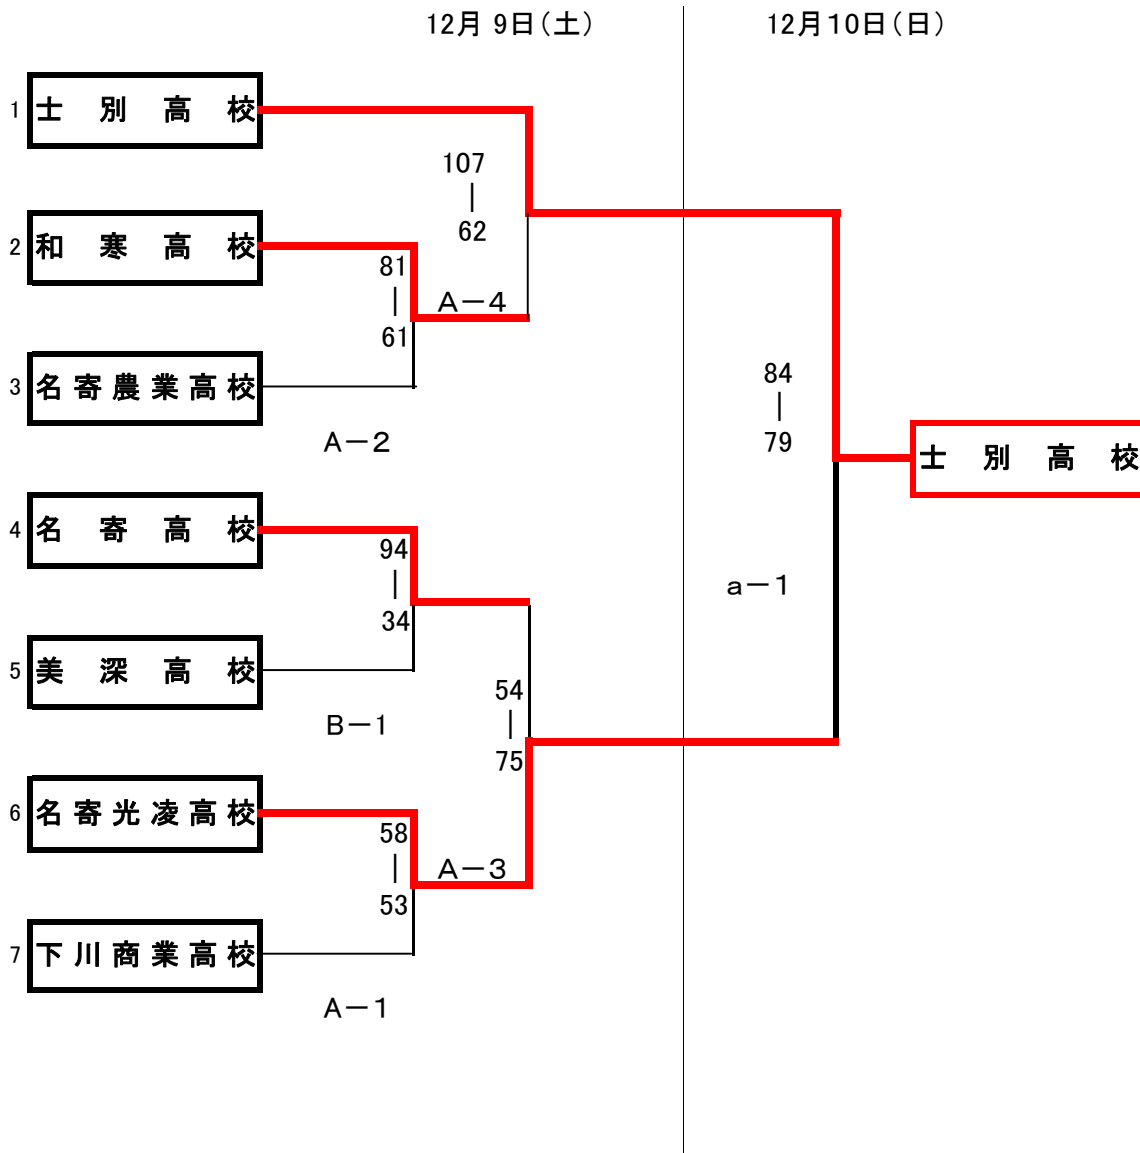 12月 9日(土)
12月10日(日)
1 士別高校
107
|
62
2 和寒高校
81
|
61
A－4
3 名寄農業高校
A－2
84
|
79
士別高校
4 名寄高校
94
|
34
a－1
5 美深高校
B－1
54
|
75
6 名寄光凌高校
58
|
53
A－3
7 下川商業高校
A－1